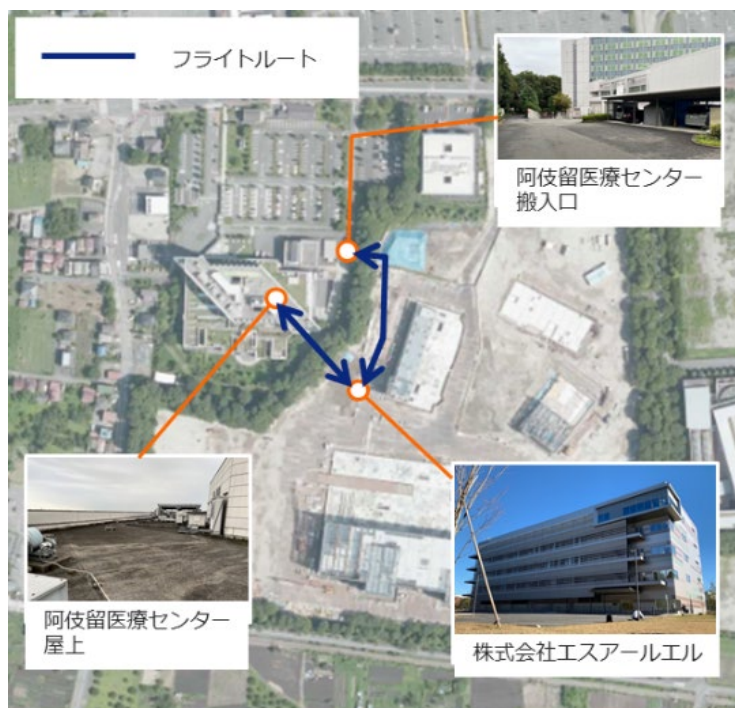 フライトルート
阿伎留医療センター
搬入口
阿伎留医療センター
屋上
株式会社エスアールエル